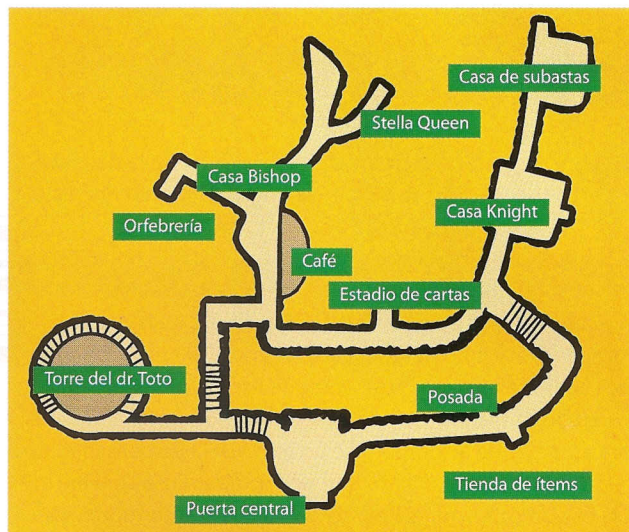 Casa de subastas
Stella Queen
Casa Bishop
Casa Knight
Orfebrería
Café
Estadio de cartas
Torre del dr. Toto
Posada
Tienda de ítems
Puerta central